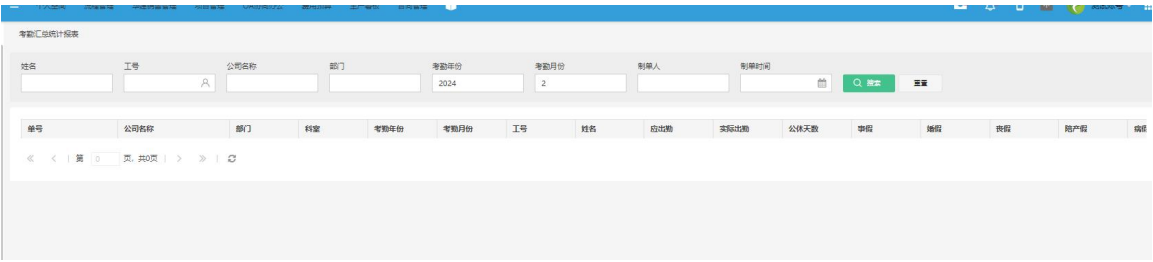 考勤汇总统计报表
姓名 工号 公司名称 部门 考勤年份 考勤月份 制单人 制单时间
2024 2 搜索 重置
单号 公司名称 部门 科室 考勤年份 考勤月份 工号 姓名 应出勤 实际出勤 公休天数 事假 婚假 丧假 陪产假 病假
第 0 页, 共0页